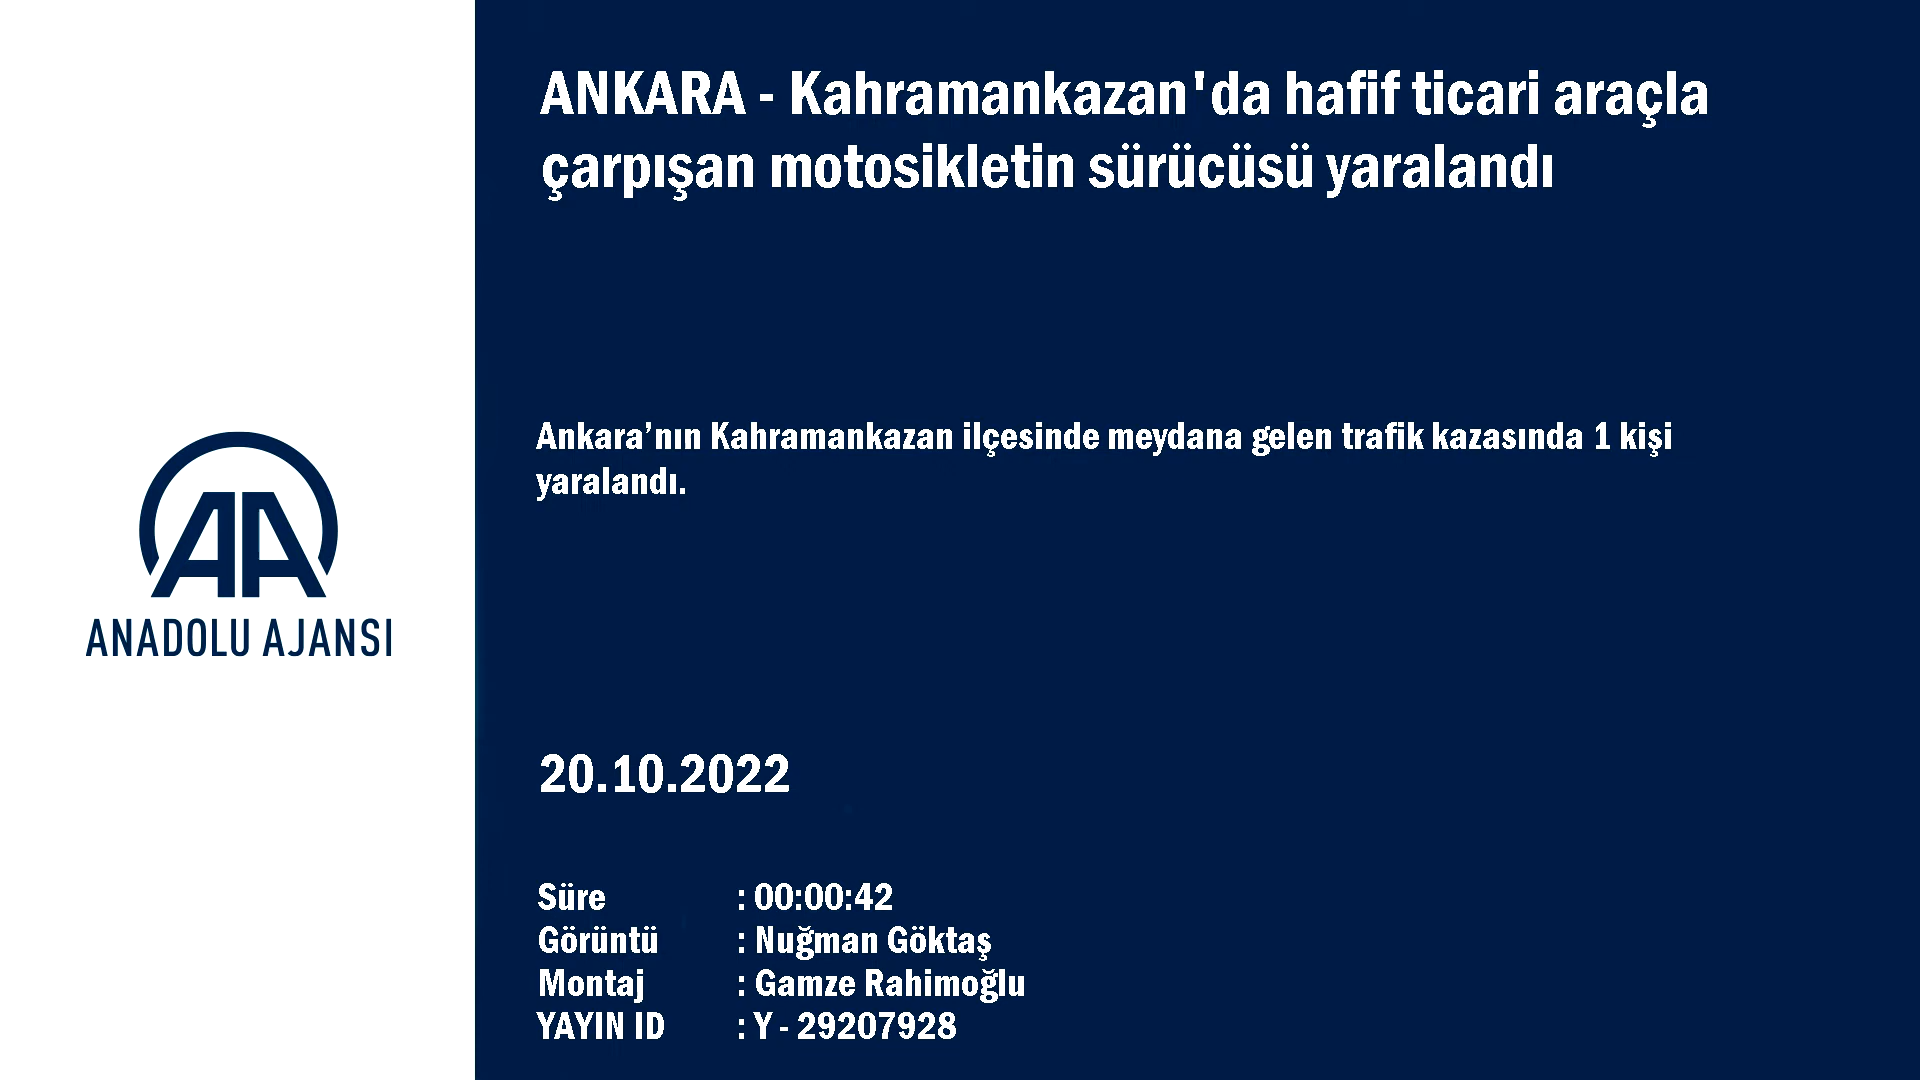 ANKARA - Kahramankazan'da hafif ticari araçla
çarpışan motosikletin sürücüsü yaralandı
Ankara’nın Kahramankazan ilçesinde meydana gelen trafik kazasında 1 kişi
yaralandı.
AA
ANADOLU AJANSI
20.10.2022
Süre : 00:00:42
Görüntü : Nuğman Göktaş
Montaj : Gamze Rahimoğlu
YAYIN ID : Y - 29207928